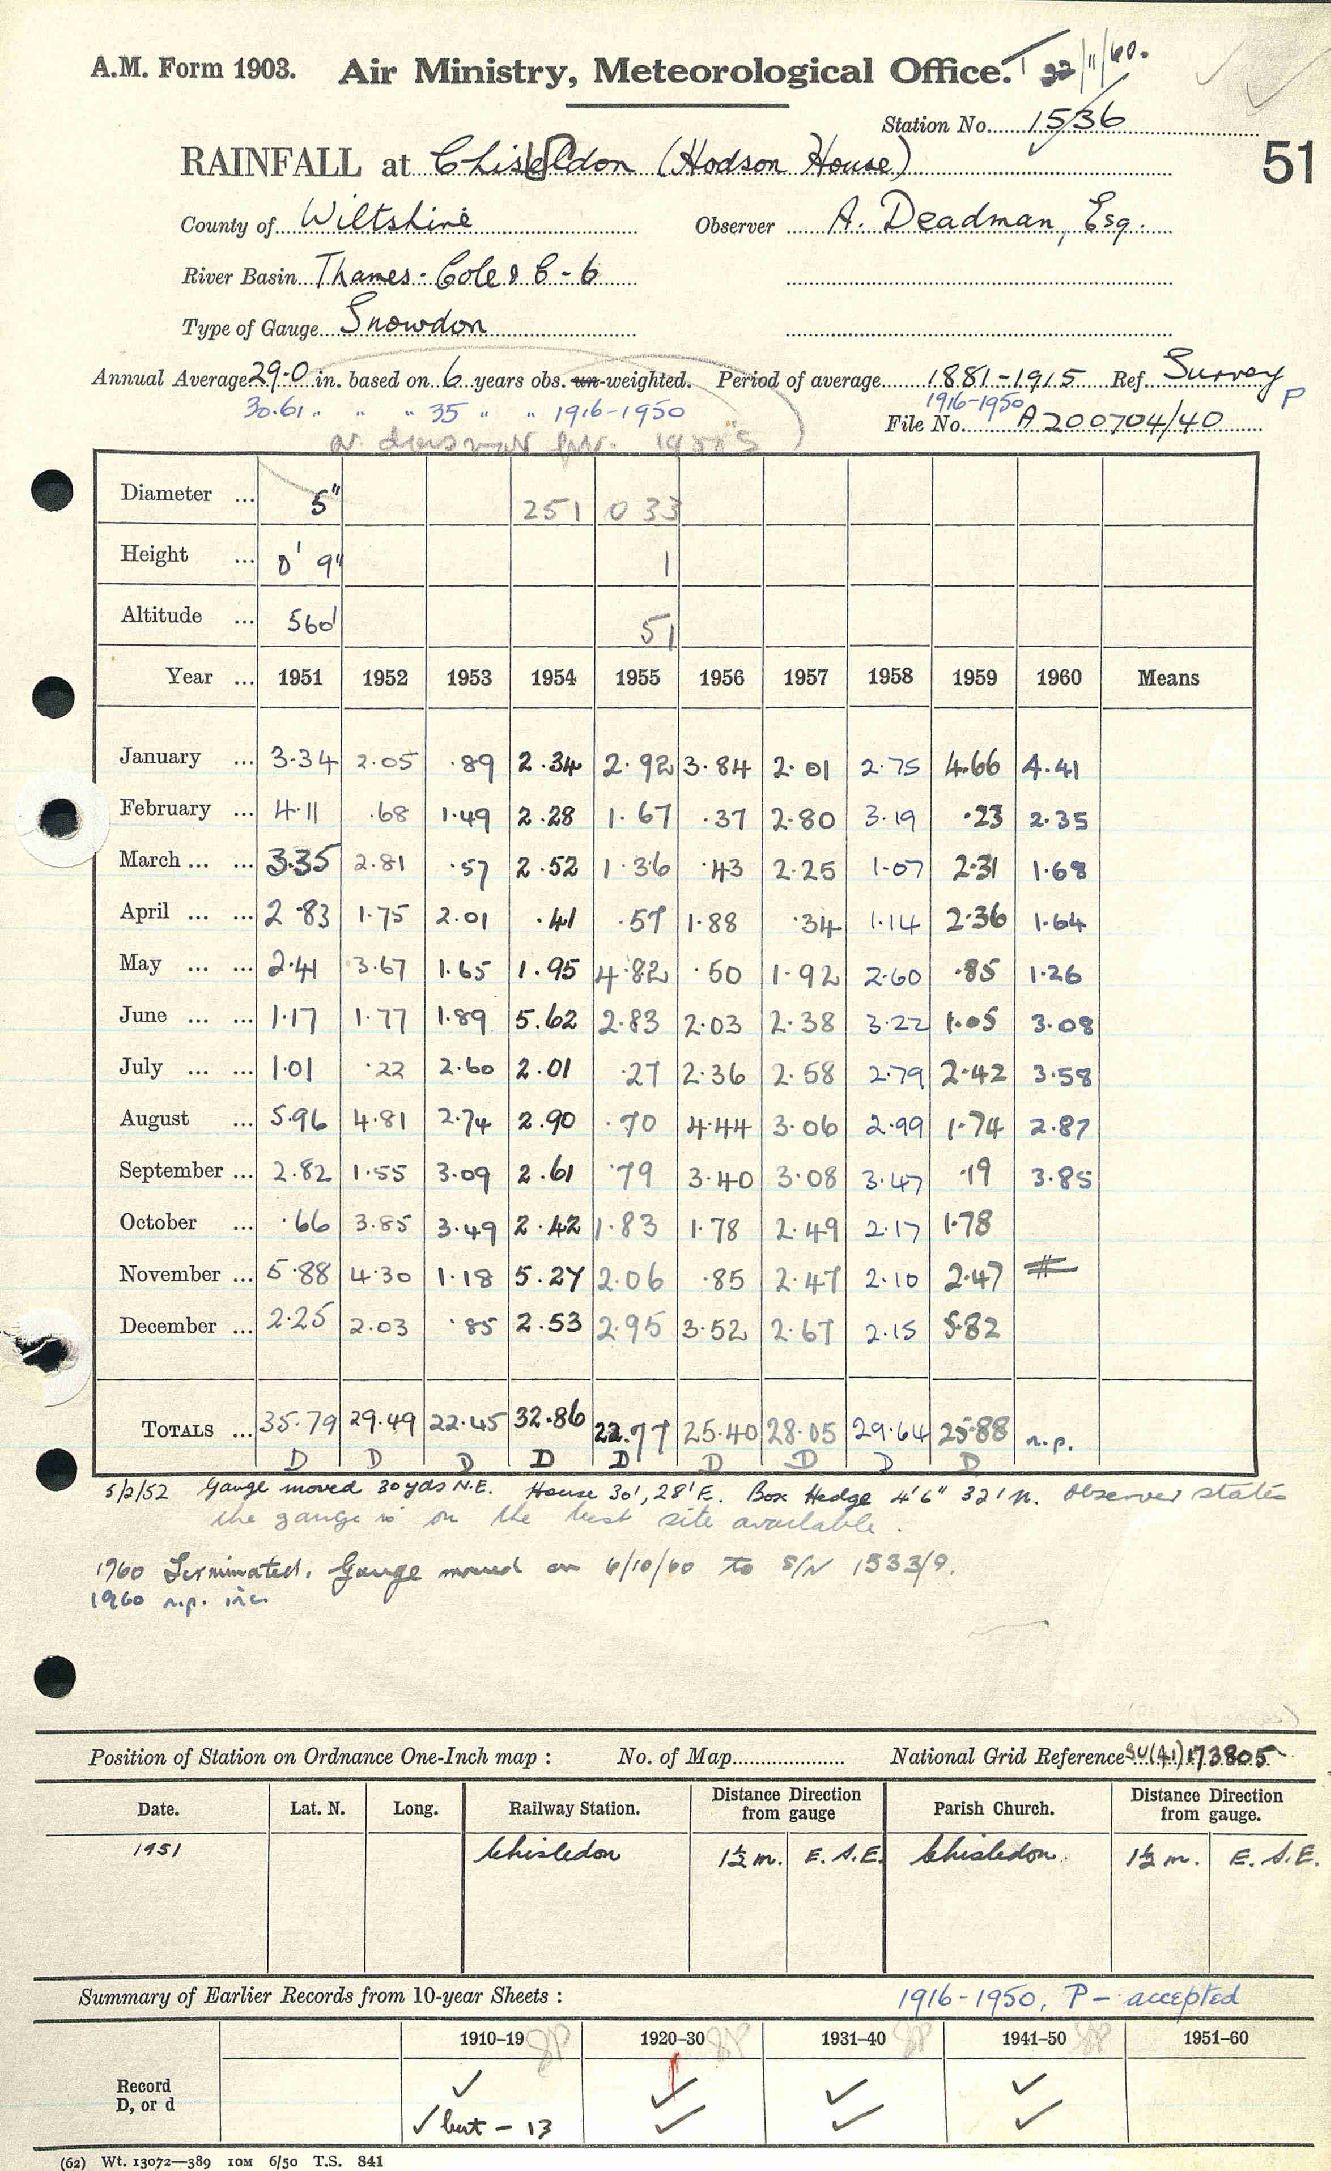 A.M. Form 1903. Air Ministry, Meteorological Office. T 22/11/60.
Station No. 1536
RAINFALL at Chiseldon (Hodson House) 51
County of Wiltshire Observer A. Deadman, Esq.
River Basin Thames - Cole & C - 6
Type of Gauge Snowdon
Annual Average 29.0 in. based on 6 years obs. un-weighted. Period of average 1881-1915 Ref. Survey
30.61 " " " 35 " " 1916-1950 1916-1950 P
File No. A200704/40
Diameter ... 5" 251 033
Height ... 0' 9" 1
Altitude ... 560' 51
Year ... 1951 1952 1953 1954 1955 1956 1957 1958 1959 1960 Means
January ... 3.34 2.05 .89 2.34 2.92 3.84 2.01 2.75 4.66 4.41
February ... 4.11 .68 1.49 2.28 1.67 .37 2.80 3.19 .23 2.35
March ... ... 3.35 2.81 .57 2.52 1.36 .43 2.25 1.07 2.31 1.68
April ... ... 2.83 1.75 2.01 .41 .57 1.88 .34 1.14 2.36 1.64
May ... ... 2.41 3.67 1.65 1.95 4.82 .50 1.92 2.60 .85 1.26
June ... ... 1.17 1.77 1.89 5.62 2.83 2.03 2.38 3.22 1.05 3.08
July ... ... 1.01 .22 2.60 2.01 .27 2.36 2.58 2.79 2.42 3.58
August ... 5.96 4.81 2.74 2.90 .70 4.44 3.06 2.99 1.74 2.87
September ... 2.82 1.55 3.09 2.61 .79 3.40 3.08 3.47 .19 3.85
October ... .66 3.85 3.49 2.42 1.83 1.78 2.49 2.17 1.78
November ... 5.88 4.30 1.18 5.27 2.06 .85 2.47 2.10 2.47
December ... 2.25 2.03 .85 2.53 2.95 3.52 2.67 2.15 5.82
TOTALS ... 35.79 29.49 22.45 32.86 22.77 25.40 28.05 29.64 25.88 n.p.
D D D D D D D D D
5/2/52 Gauge moved 30yds N.E. House 30', 28' E. Box Hedge 4'6" 32' N. Observer states
the gauge is on the best site available.
1960 Terminated. Gauge moved on 6/10/60 to S/N 1533/9.
1960 n.p. inc.
Position of Station on Ordnance One-Inch map : No. of Map National Grid Reference SU(41)173805
Date. Lat. N. Long. Railway Station. Distance Direction from gauge Parish Church. Distance Direction from gauge.
1951 Chisledon 1½ m. E. S.E. Chisledon 1½ m. E. S.E.
Summary of Earlier Records from 10-year Sheets : 1916-1950, P - accepted
1910-19 1920-30 1931-40 1941-50 1951-60
Record ✓ ✓ ✓ ✓
D, or d ✓ but - 13 ✓ ✓ ✓
(62) Wt. 13072—389 10M 6/50 T.S. 841